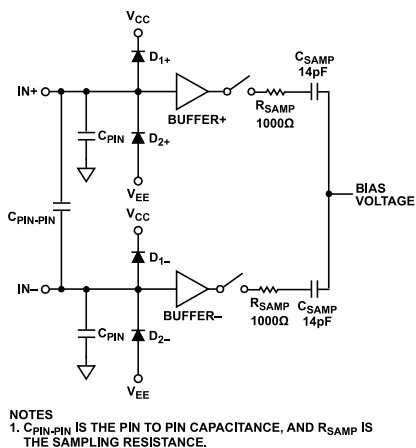 VCC
CSAMP
14pF
D1+
IN+
BUFFER+
RSAMP
1000Ω
CPIN
D2+
VEE
CPIN-PIN
BIAS
VOLTAGE
VCC
D1–
IN–
BUFFER–
RSAMP
1000Ω
CSAMP
14pF
CPIN
D2–
VEE
NOTES
1. CPIN-PIN IS THE PIN TO PIN CAPACITANCE, AND RSAMP IS
THE SAMPLING RESISTANCE.